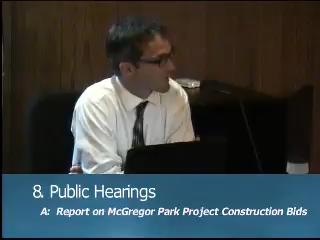 8. Public Hearings
A: Report on McGregor Park Project Construction Bids